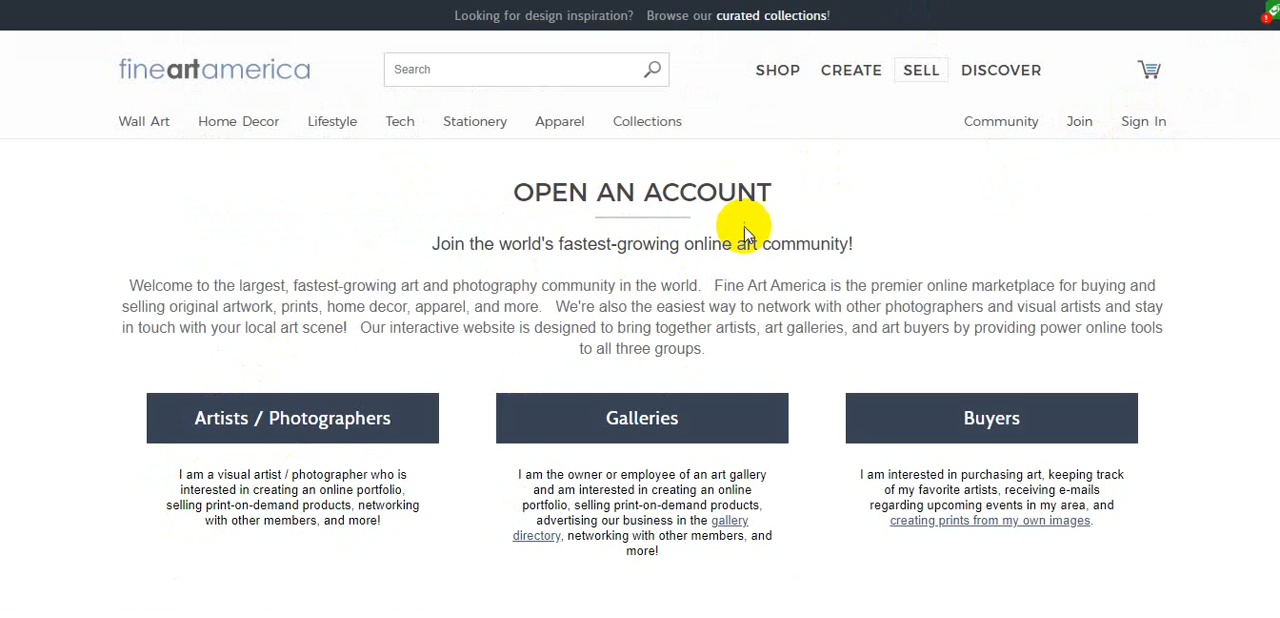 Looking for design inspiration? Browse our curated collections!
fineartamerica
Search
SHOP CREATE SELL DISCOVER
Wall Art Home Decor Lifestyle Tech Stationery Apparel Collections Community Join Sign In
OPEN AN ACCOUNT
Join the world's fastest-growing online art community!
Welcome to the largest, fastest-growing art and photography community in the world. Fine Art America is the premier online marketplace for buying and
selling original artwork, prints, home decor, apparel, and more. We're also the easiest way to network with other photographers and visual artists and stay
in touch with your local art scene! Our interactive website is designed to bring together artists, art galleries, and art buyers by providing power online tools
to all three groups.
Artists / Photographers
I am a visual artist / photographer who is
interested in creating an online portfolio,
selling print-on-demand products, networking
with other members, and more!
Galleries
I am the owner or employee of an art gallery
and am interested in creating an online
portfolio, selling print-on-demand products,
advertising our business in the gallery
directory, networking with other members, and
more!
Buyers
I am interested in purchasing art, keeping track
of my favorite artists, receiving e-mails
regarding upcoming events in my area, and
creating prints from my own images.